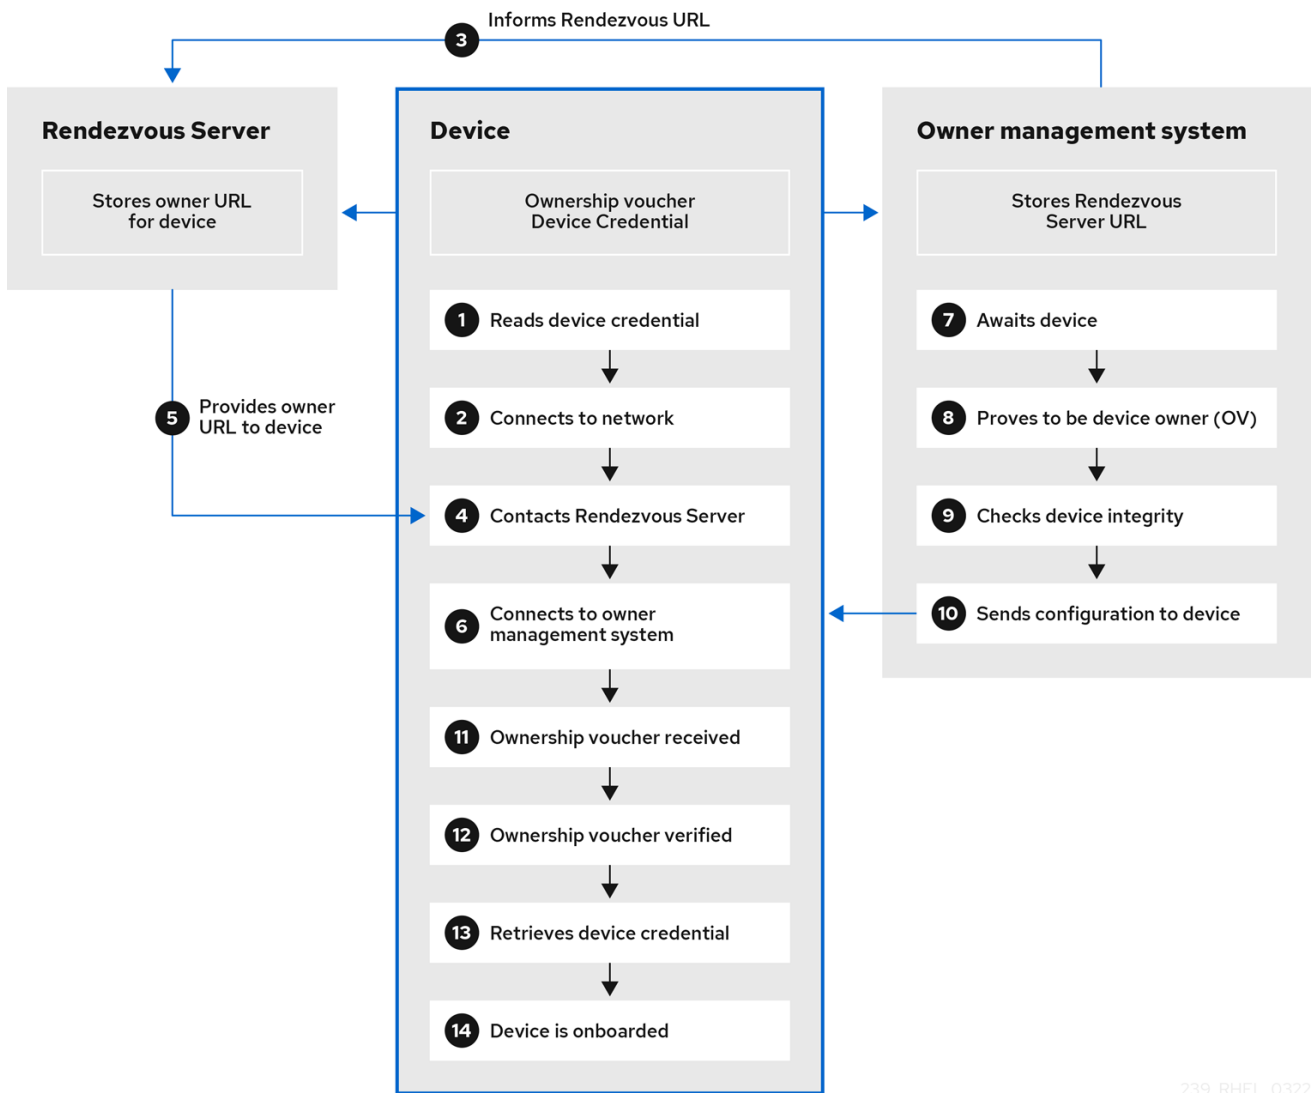 Informs Rendezvous URL
3
Rendezvous Server
Stores owner URL
for device
5
Provides owner
URL to device
Device
Ownership voucher
Device Credential
1 Reads device credential
2 Connects to network
4 Contacts Rendezvous Server
6 Connects to owner
management system
11 Ownership voucher received
12 Ownership voucher verified
13 Retrieves device credential
14 Device is onboarded
Owner management system
Stores Rendezvous
Server URL
7 Awaits device
8 Proves to be device owner (OV)
9 Checks device integrity
10 Sends configuration to device
239_RHEL_0322